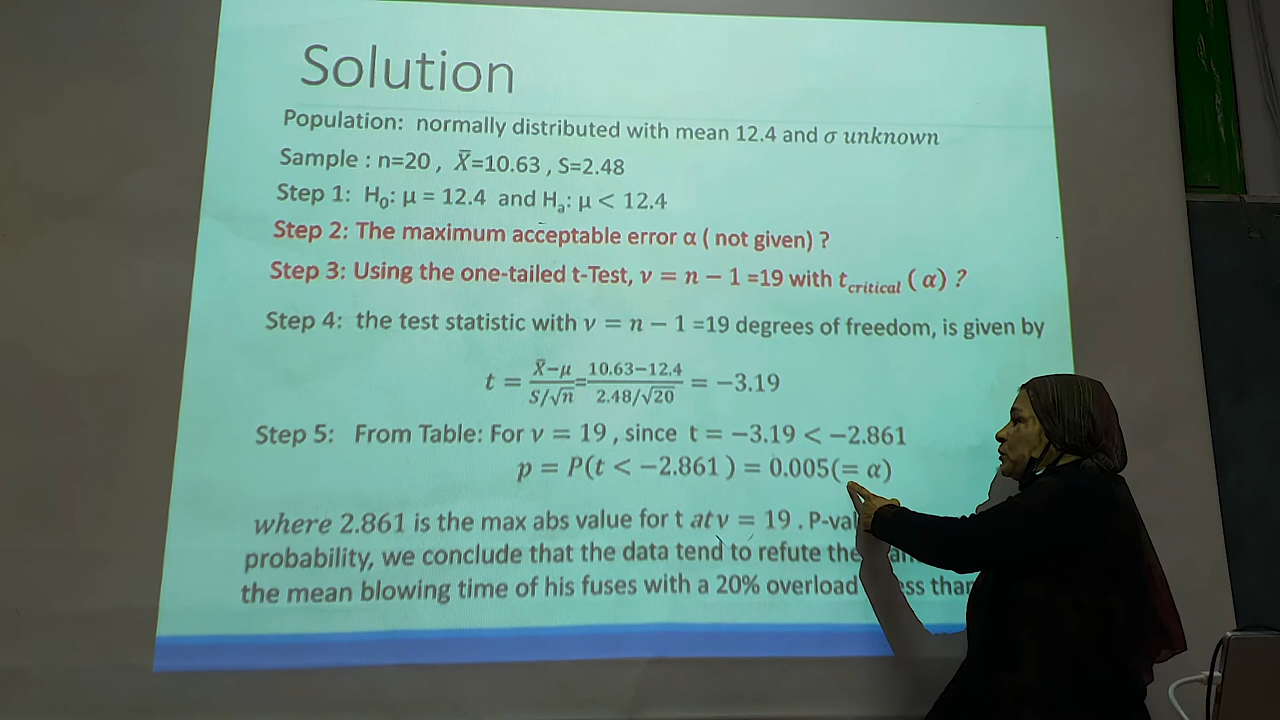 Solution
Population: normally distributed with mean 12.4 and σ unknown
Sample : n=20 , X̄=10.63 , S=2.48
Step 1: H₀: μ = 12.4 and Hₐ: μ < 12.4
Step 2: The maximum acceptable error α ( not given) ?
Step 3: Using the one-tailed t-Test, ν = n − 1 =19 with t_critical ( α) ?
Step 4: the test statistic with ν = n − 1 =19 degrees of freedom, is given by
t = (X̄−μ)/(S/√n) = (10.63−12.4)/(2.48/√20) = −3.19
Step 5: From Table: For ν = 19 , since t = −3.19 < −2.861
p = P(t < −2.861 ) = 0.005(= α)
where 2.861 is the max abs value for t at ν = 19 .
probability, we conclude that the data tend to refute the
the mean blowing time of his fuses with a 20% overload